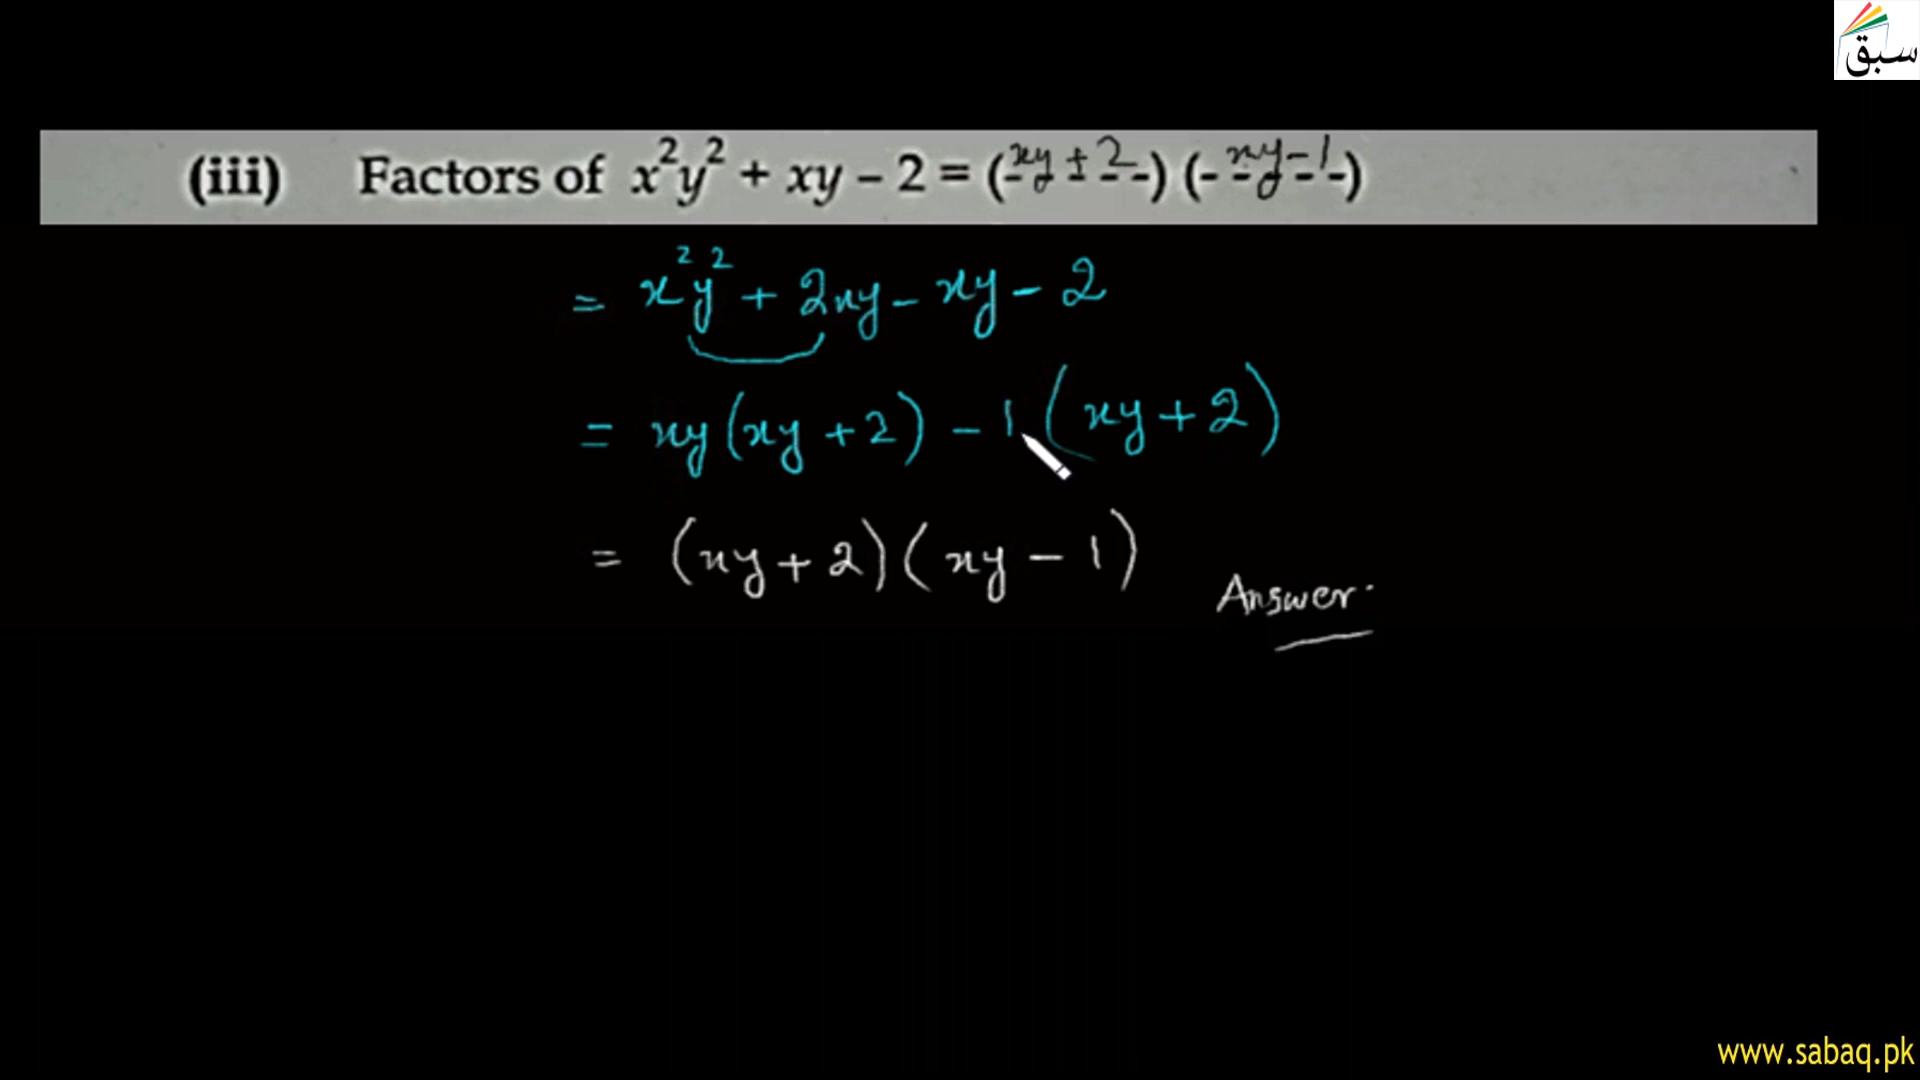 سبق
(iii) Factors of x²y² + xy – 2 = (xy + 2) (xy – 1)
= x²y² + 2xy – xy – 2
= xy(xy + 2) – 1(xy + 2)
= (xy + 2)(xy – 1)
Answer.
www.sabaq.pk